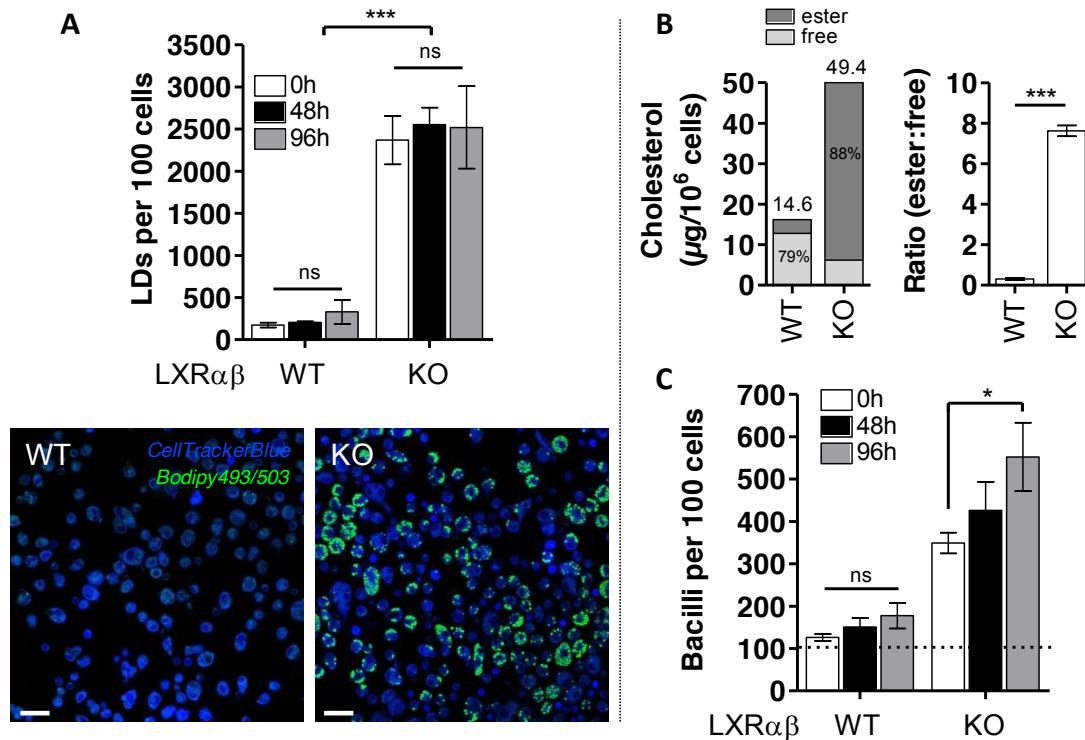 A
***
ns
3500
3000
2500
2000
1500
1000
500
0
LDs per 100 cells
0h
48h
96h
ns
LXRαβ WT KO
WT
CellTrackerBlue
Bodipy493/503
KO
B
ester
free
49.4
50
40
30
20
10
0
Cholesterol
(µg/10⁶ cells)
14.6
88%
79%
WT
KO
10
8
6
4
2
0
Ratio (ester:free)
***
WT
KO
C
700
600
500
400
300
200
100
0
Bacilli per 100 cells
0h
48h
96h
*
ns
LXRαβ WT KO